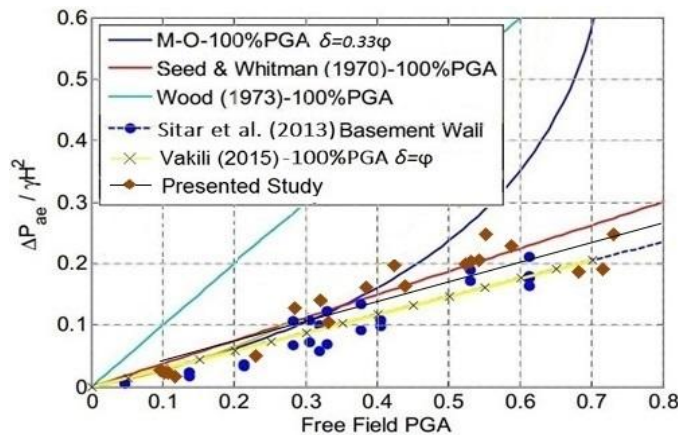 0.6
0.5
0.4
0.3
0.2
0.1
0
ΔPae / γH²
M-O-100%PGA δ=0.33φ
Seed & Whitman (1970)-100%PGA
Wood (1973)-100%PGA
Sitar et al. (2013) Basement Wall
Vakili (2015) -100%PGA δ=φ
Presented Study
0 0.1 0.2 0.3 0.4 0.5 0.6 0.7 0.8
Free Field PGA